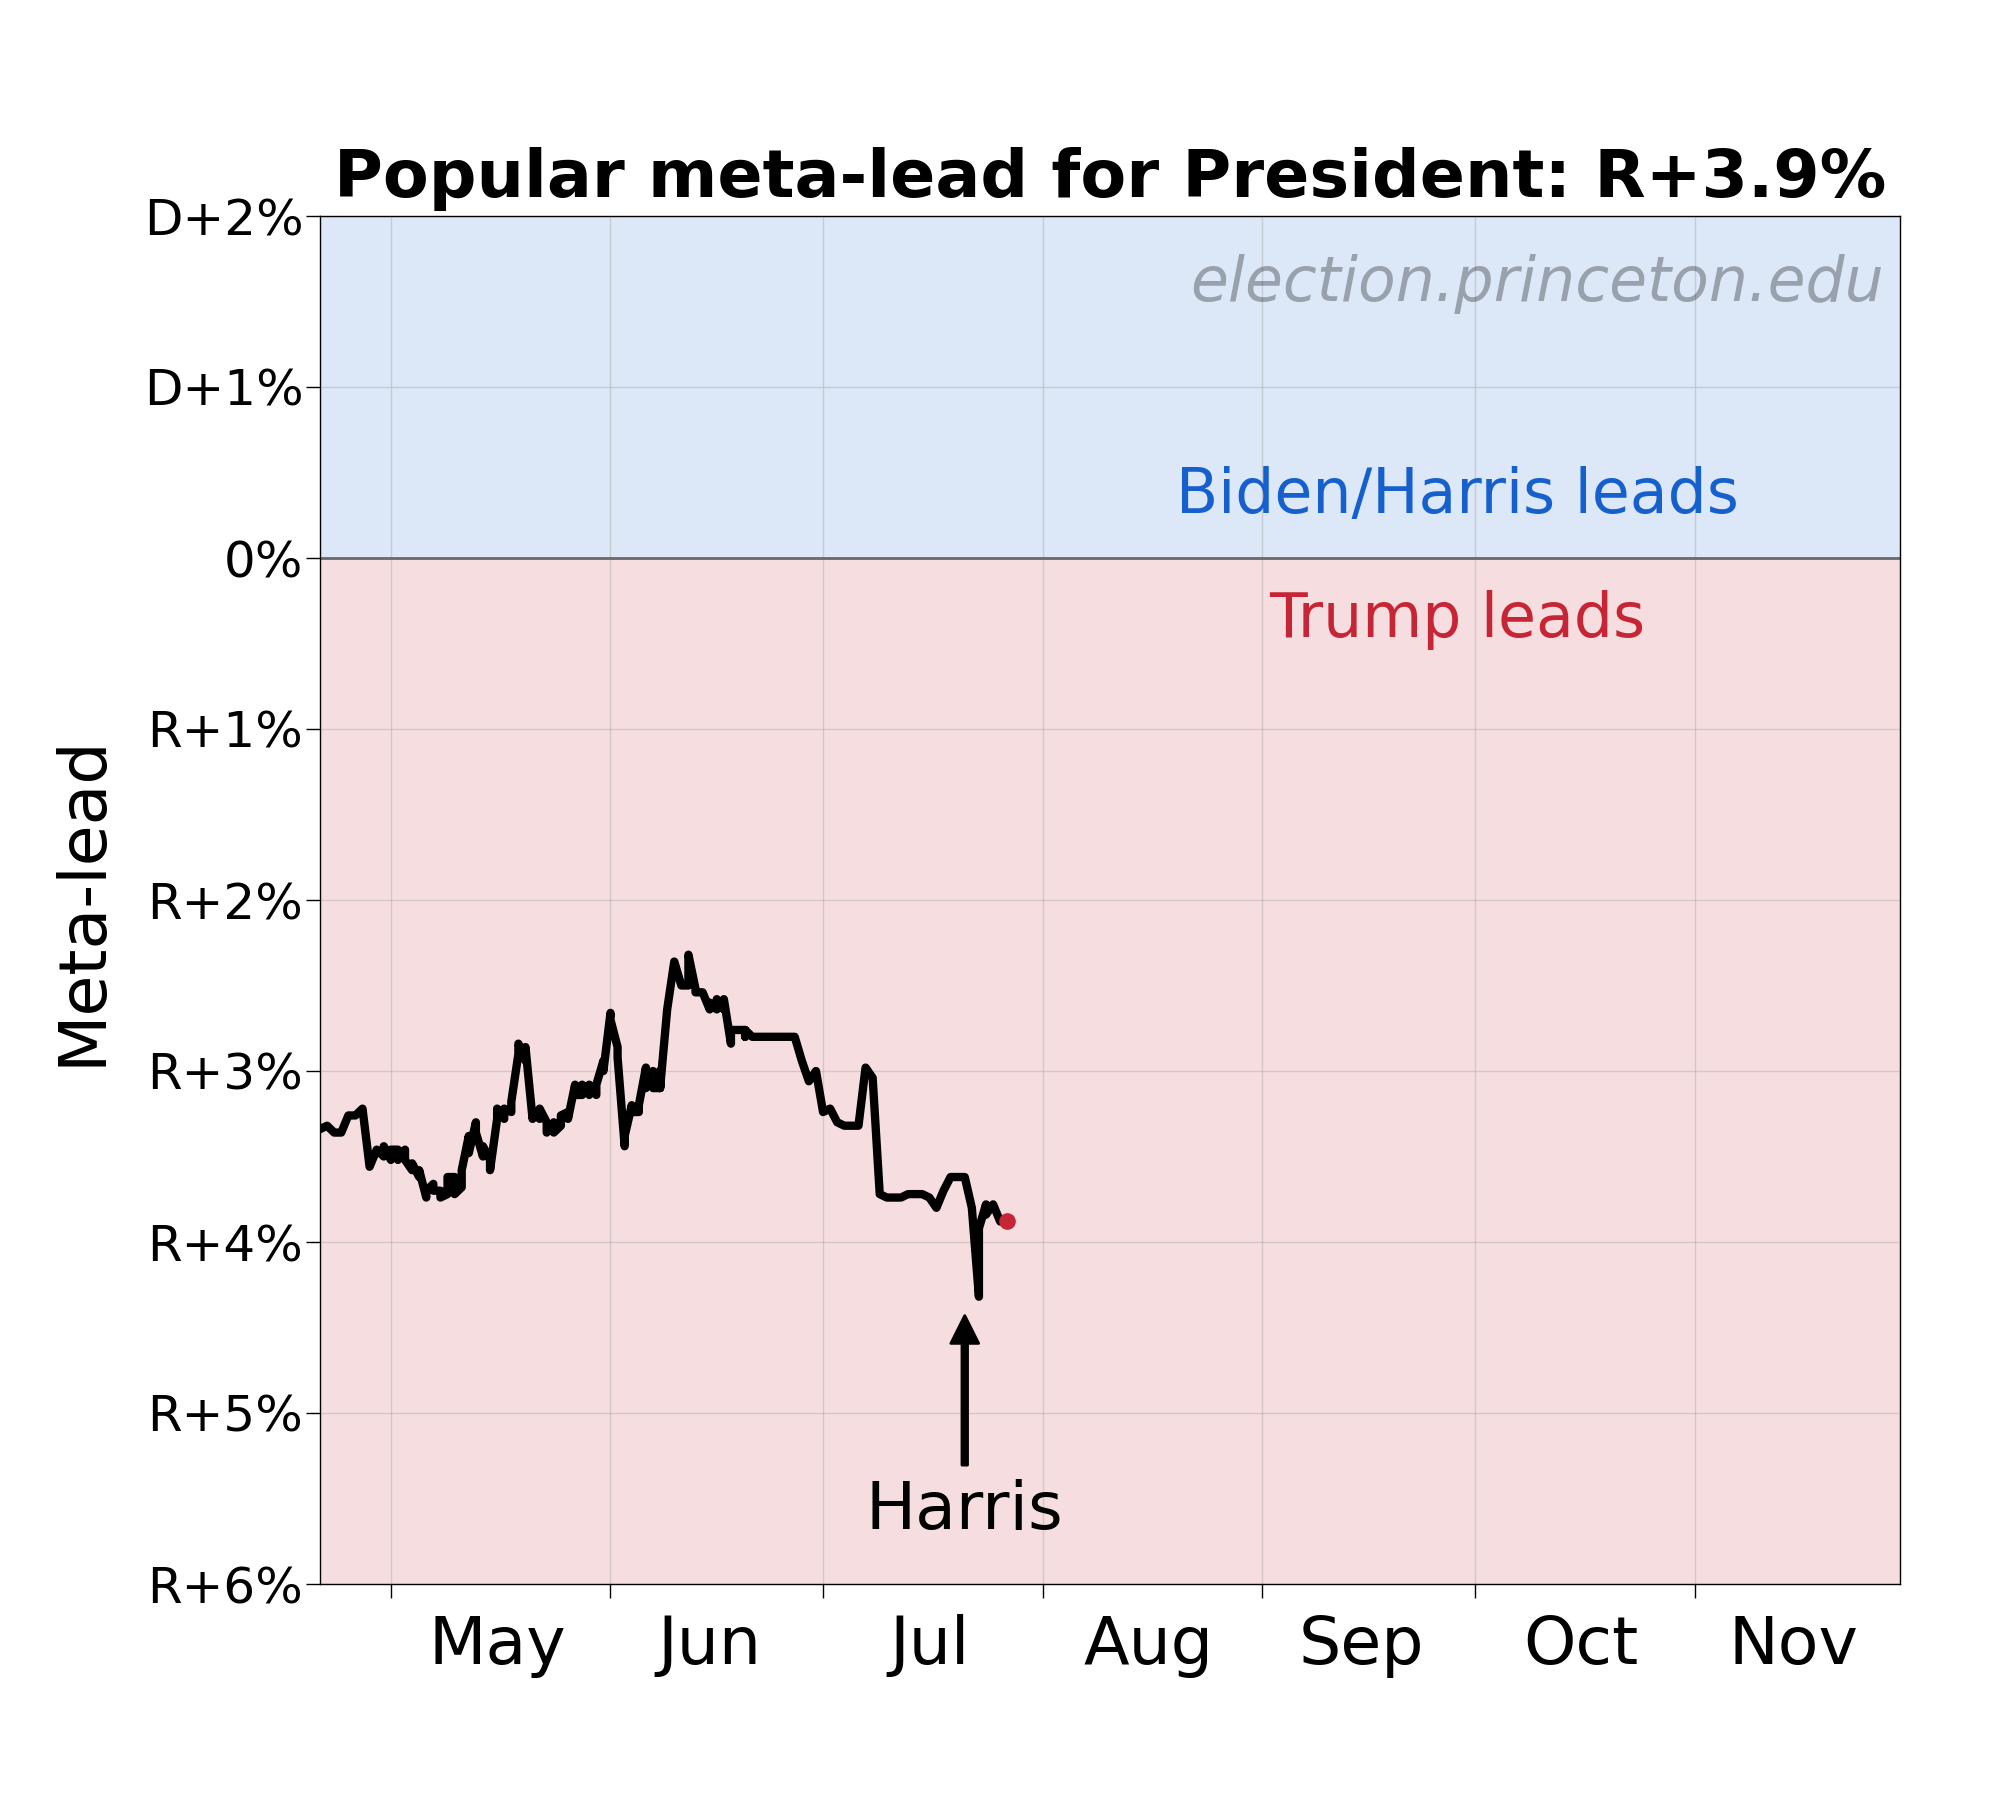 Popular meta-lead for President: R+3.9%
D+2%
election.princeton.edu
D+1%
Biden/Harris leads
0%
Trump leads
R+1%
Meta-lead
R+2%
R+3%
R+4%
R+5%
Harris
R+6%
May Jun Jul Aug Sep Oct Nov